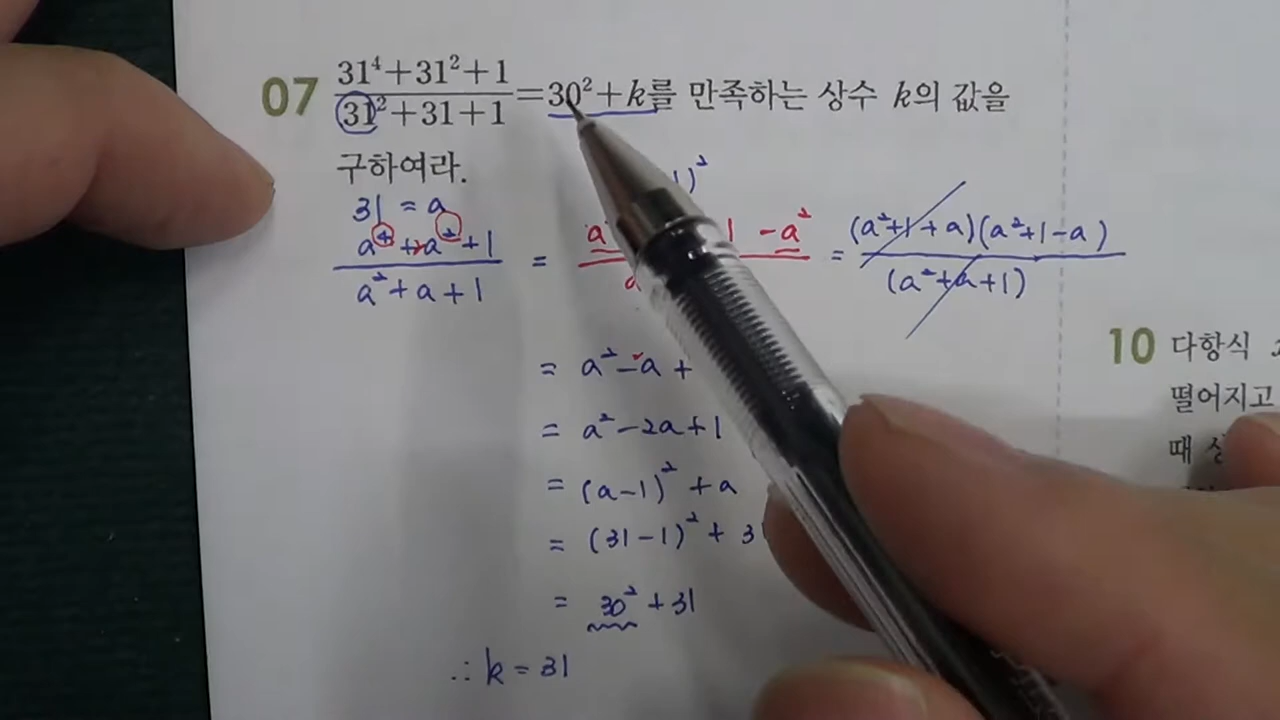 07 (31⁴+31²+1)/(31²+31+1)=30²+k를 만족하는 상수 k의 값을
구하여라.
31 = a
(a⁴+a²+1)/(a²+a+1) = −a² = (a²+1+a)(a²+1−a)/(a²+a+1)
= a²−a+
= a²−2a+1
= (a−1)²+a
= (31−1)²+3
= 30²+31
∴ k=31
10 다항식
떨어지고
때